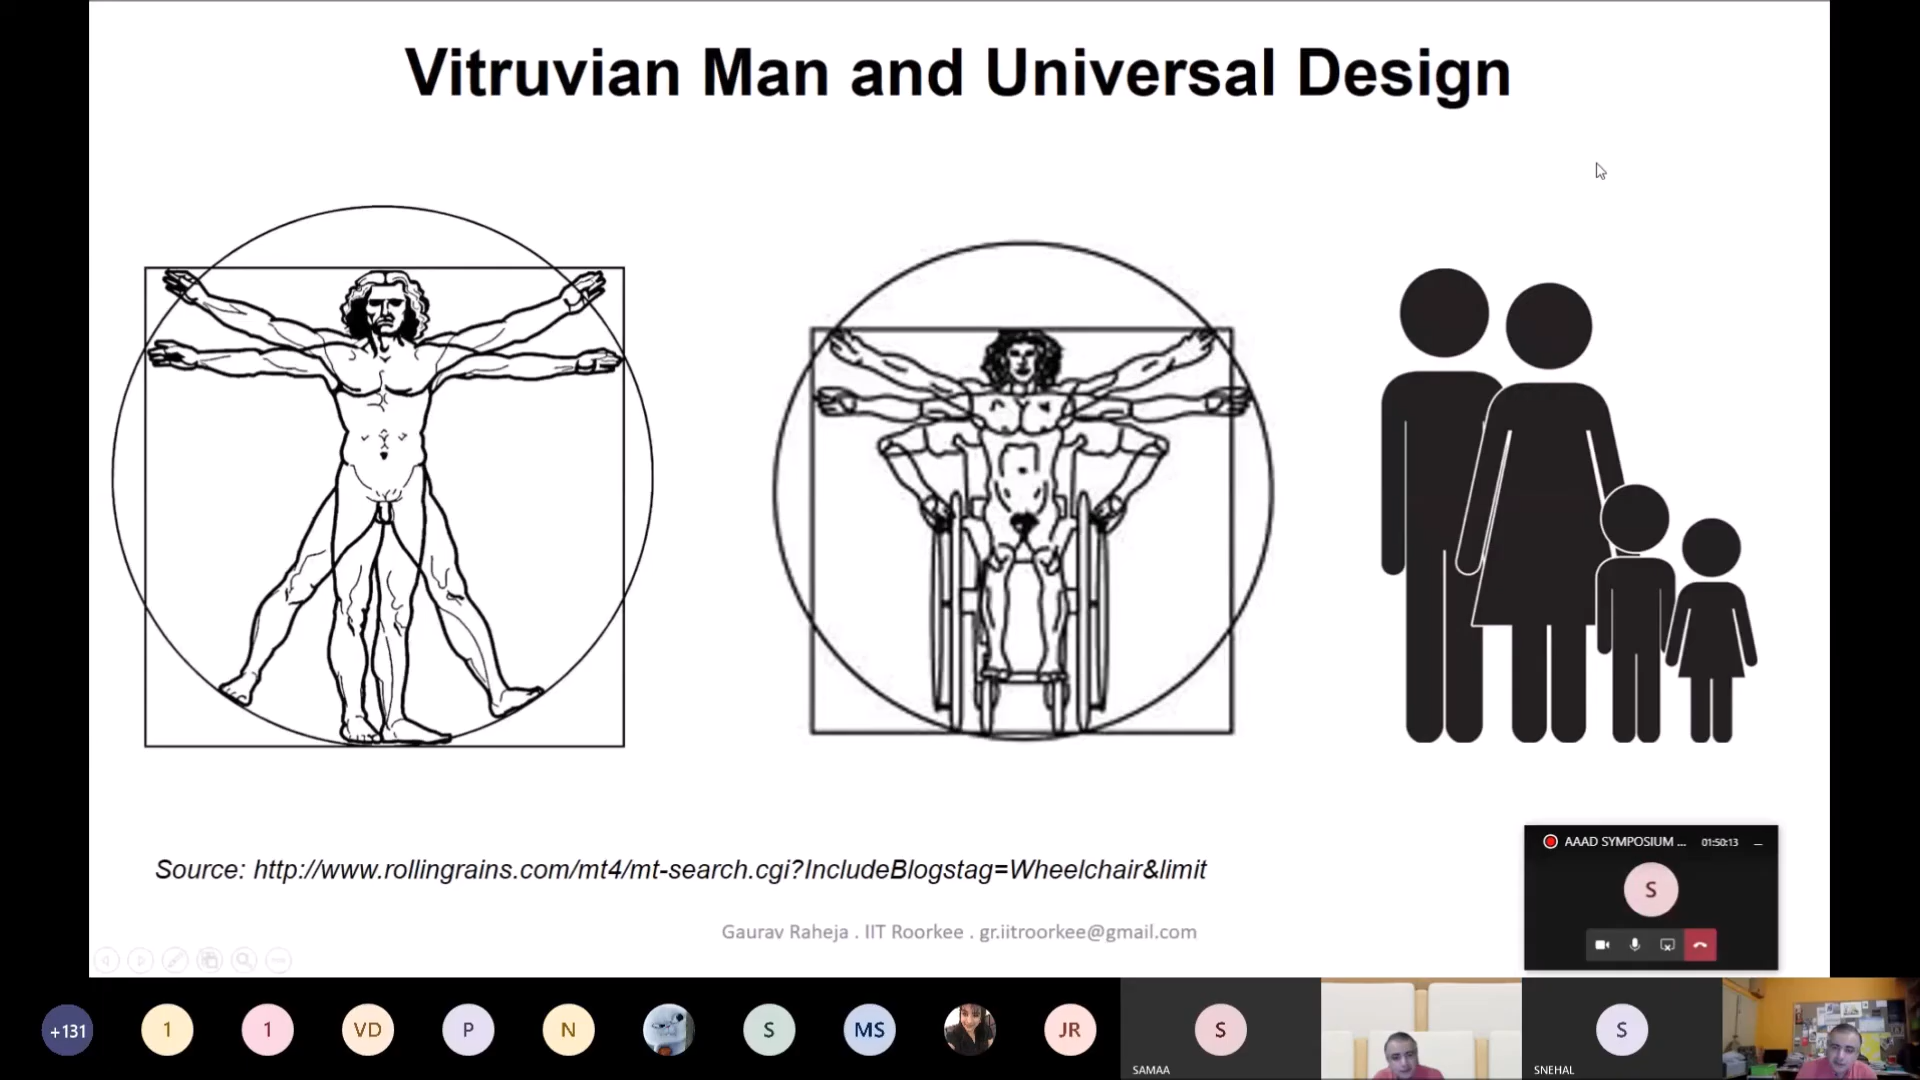 Vitruvian Man and Universal Design
Source: http://www.rollingrains.com/mt4/mt-search.cgi?IncludeBlogstag=Wheelchair&limit
Gaurav Raheja . IIT Roorkee . gr.iitroorkee@gmail.com
AAAD SYMPOSIUM ... 01:50:13
S
+131 1 1 VD P N S MS JR S S
SAMAA SNEHAL